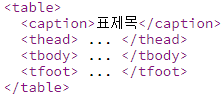 <table>
<caption>표제목</caption>
<thead> ... </thead>
<tbody> ... </tbody>
<tfoot> ... </tfoot>
</table>